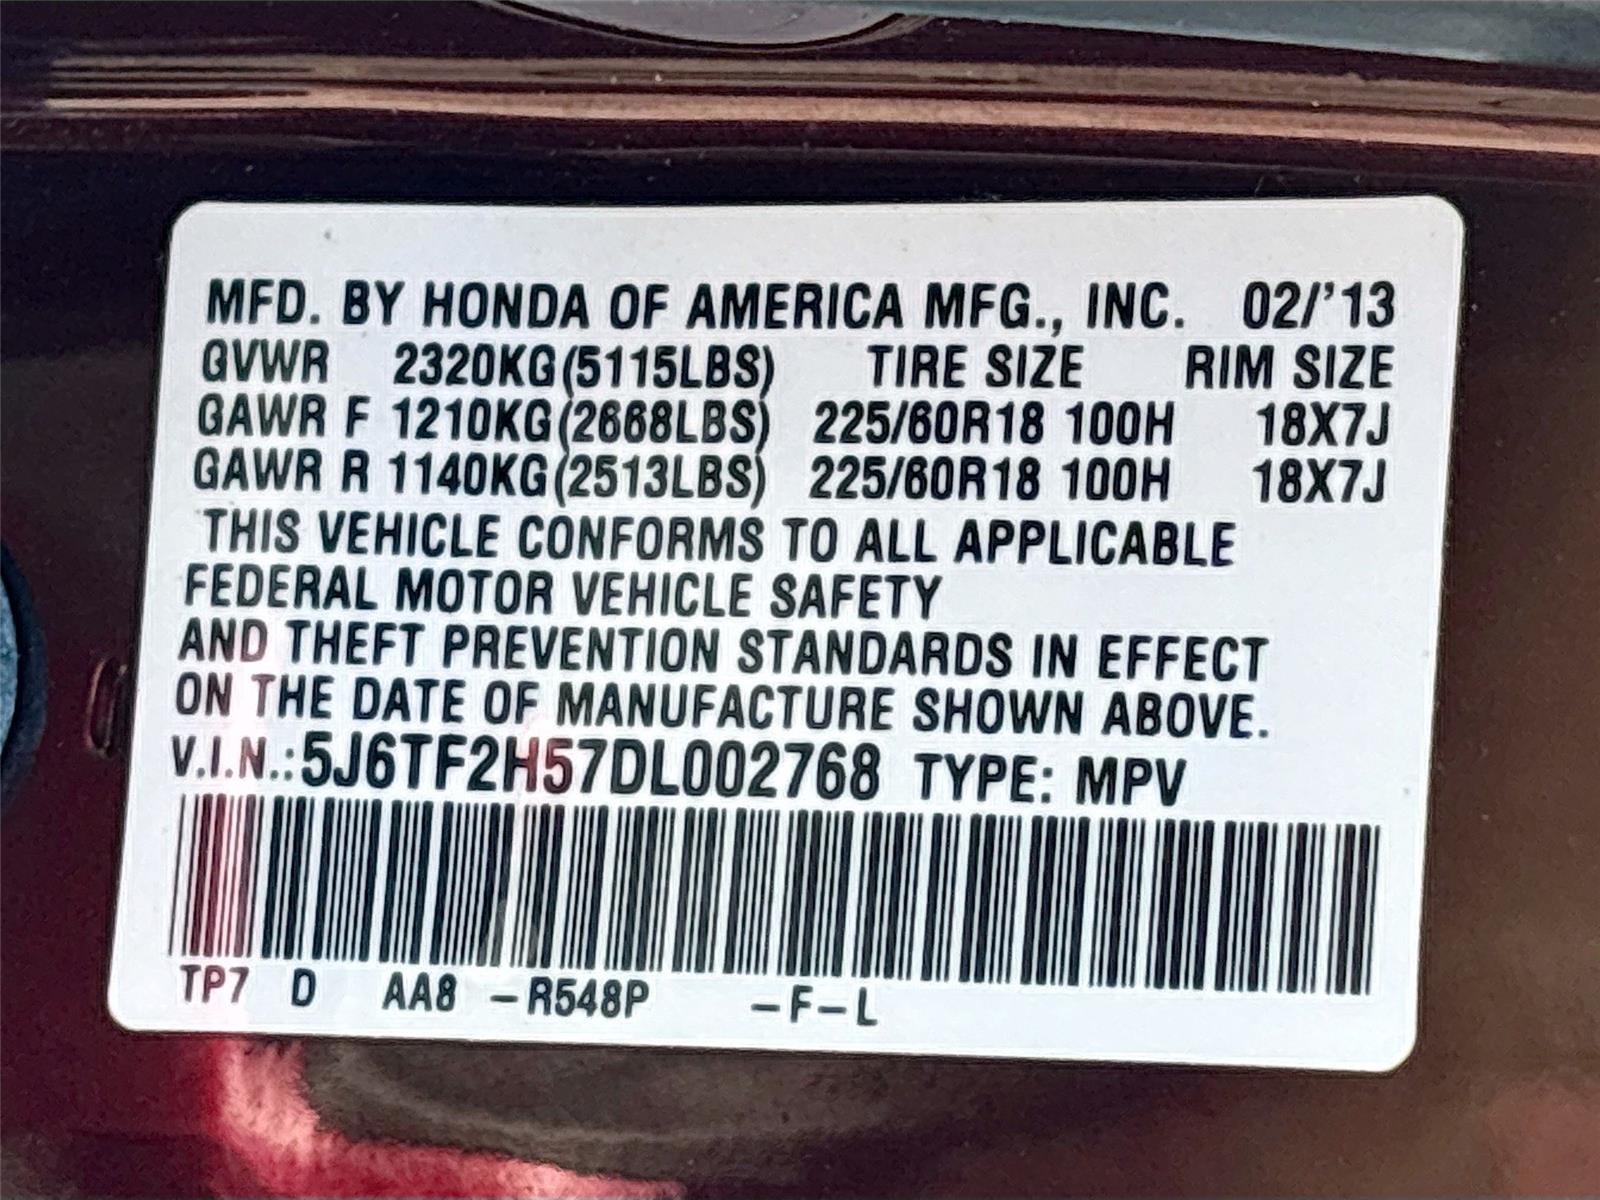 MFD. BY HONDA OF AMERICA MFG., INC. 02/'13
GVWR 2320KG(5115LBS) TIRE SIZE RIM SIZE
GAWR F 1210KG(2668LBS) 225/60R18 100H 18X7J
GAWR R 1140KG(2513LBS) 225/60R18 100H 18X7J
THIS VEHICLE CONFORMS TO ALL APPLICABLE
FEDERAL MOTOR VEHICLE SAFETY
AND THEFT PREVENTION STANDARDS IN EFFECT
ON THE DATE OF MANUFACTURE SHOWN ABOVE.
V.I.N.:5J6TF2H57DL002768 TYPE: MPV
TP7 D AA8 -R548P -F-L